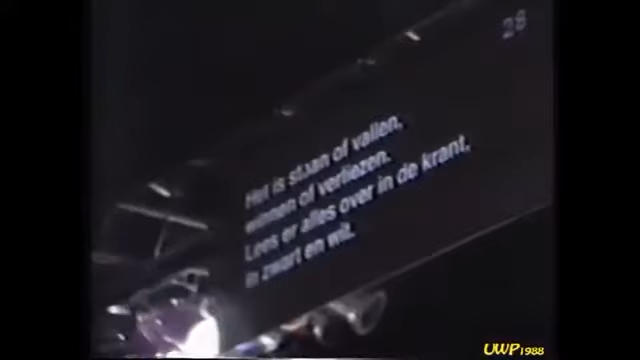 28
Het is staan of vallen,
winnen of verliezen.
Lees er alles over in de krant,
in zwart en wit.
UWP1988